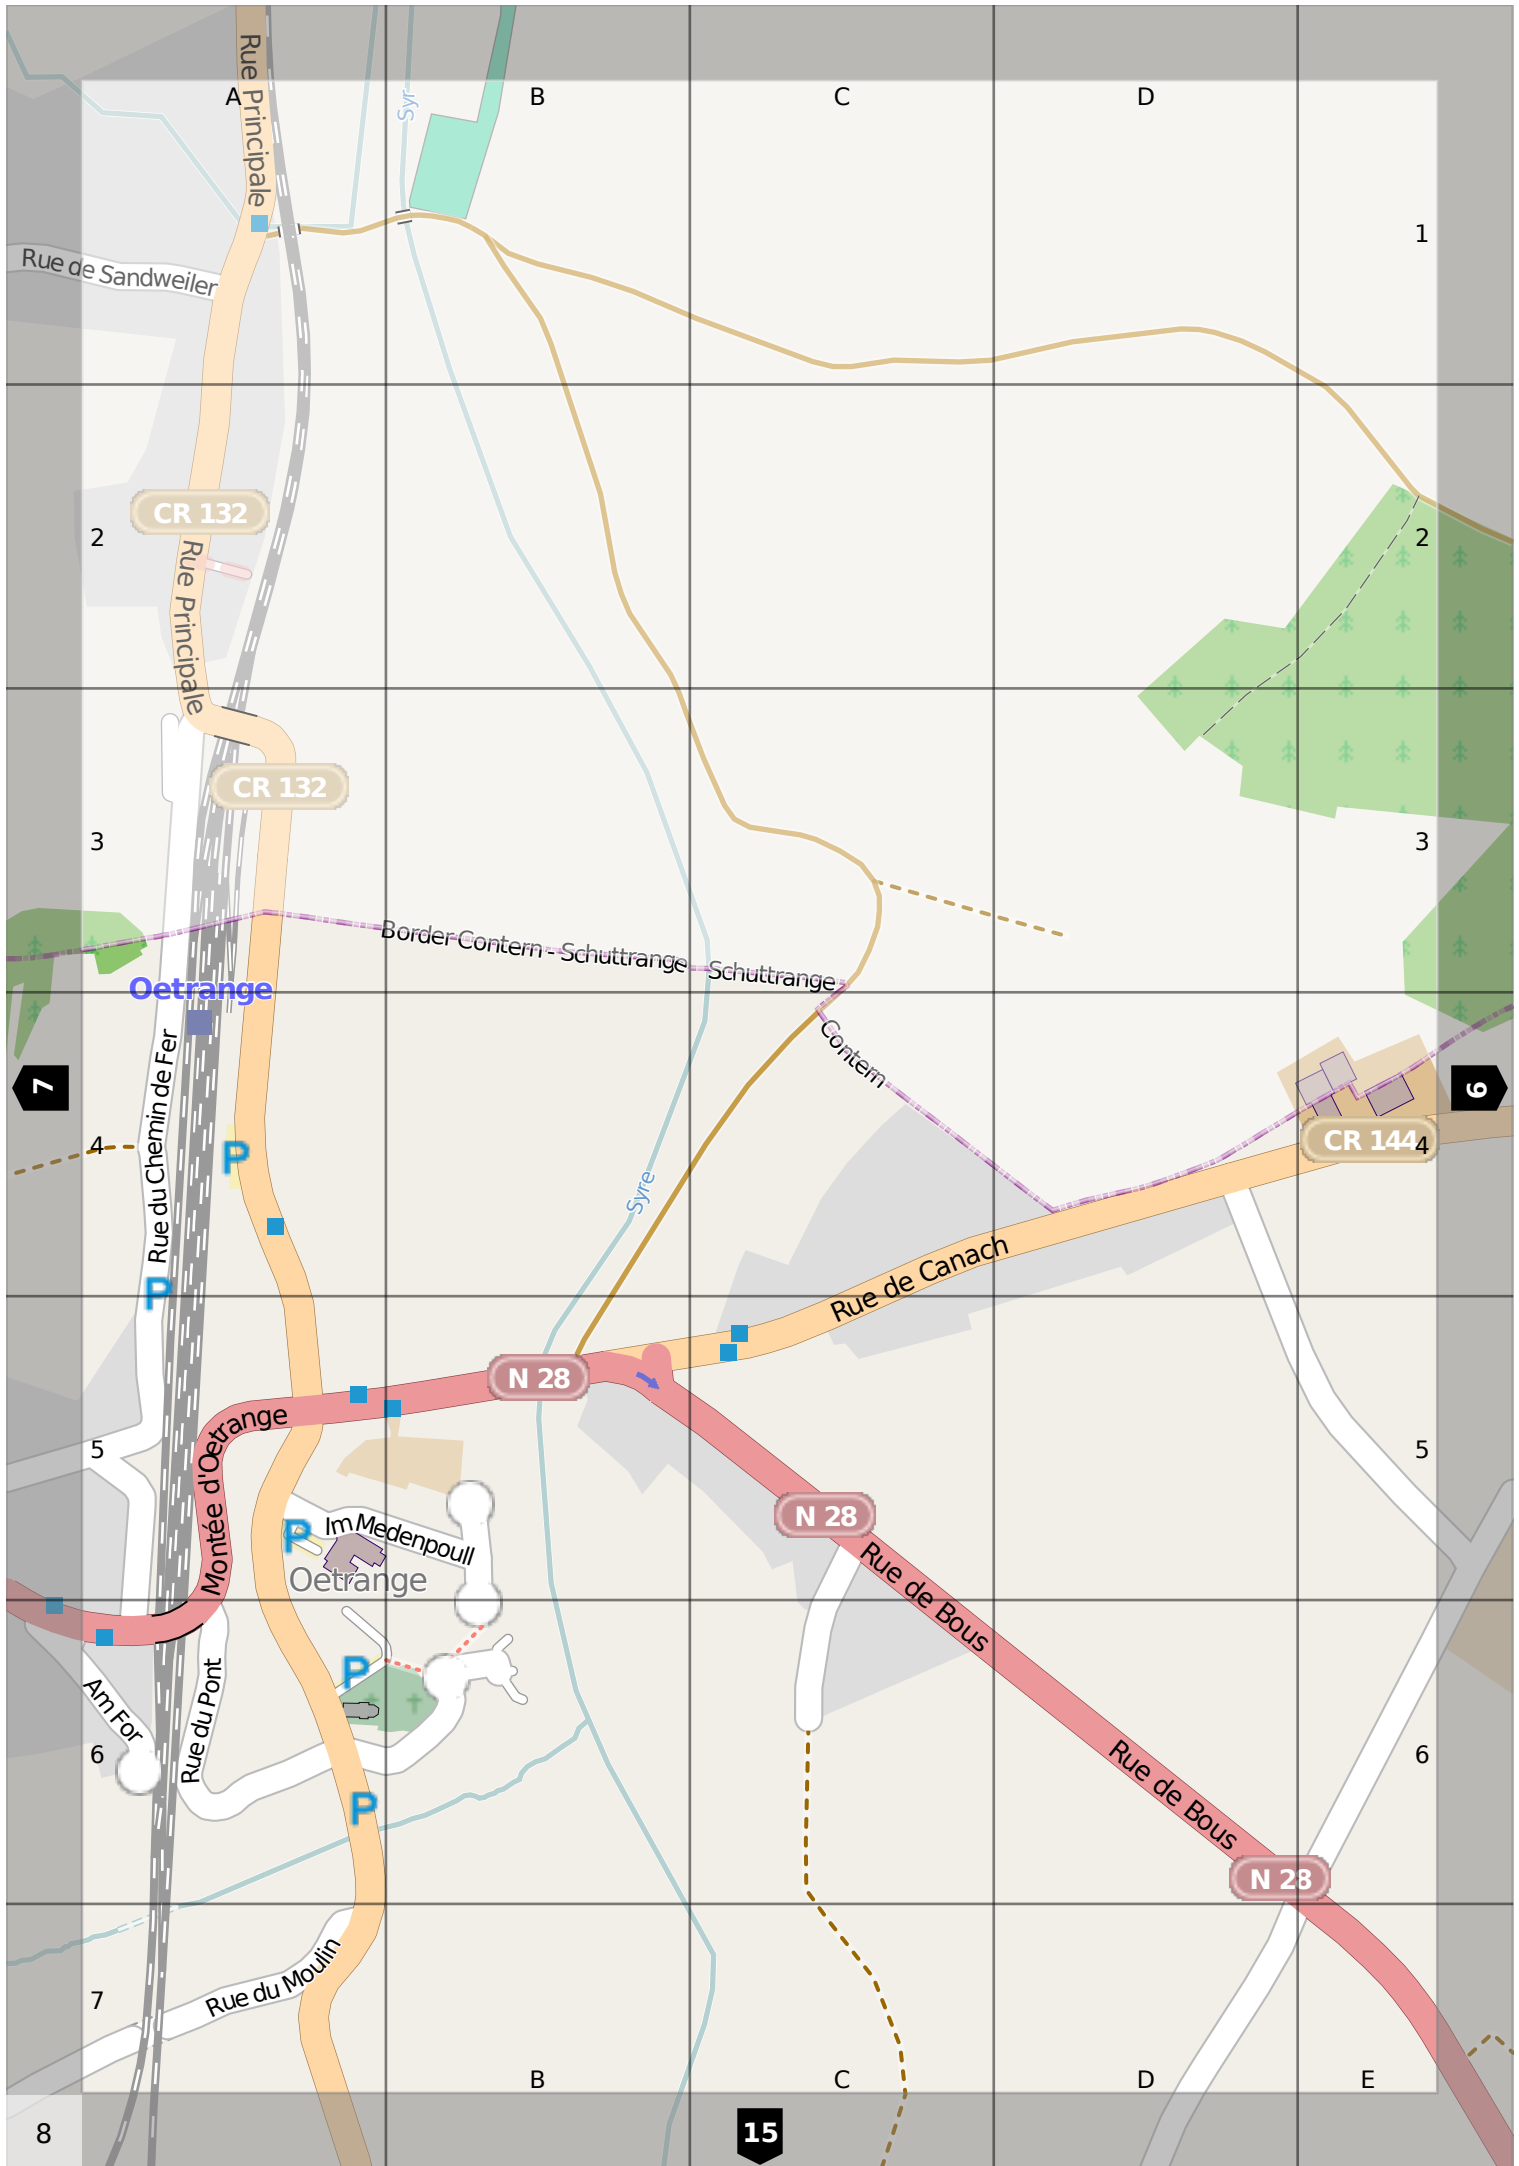 A
B
C
D
Rue Principale
Syr
Rue de Sandweiler
1
CR 132
2
2
Rue Principale
CR 132
3
3
Border Contern - Schuttrange
Schuttrange
Oetrange
Contern
Rue du Chemin de Fer
7
6
4
CR 144
4
P
Syre
Rue de Canach
P
N 28
Montée d'Oetrange
5
5
N 28
P
Im Medenpoull
Oetrange
Rue de Bous
P
Am For
Rue du Pont
6
6
Rue de Bous
P
N 28
Rue du Moulin
7
B
C
D
E
8
15